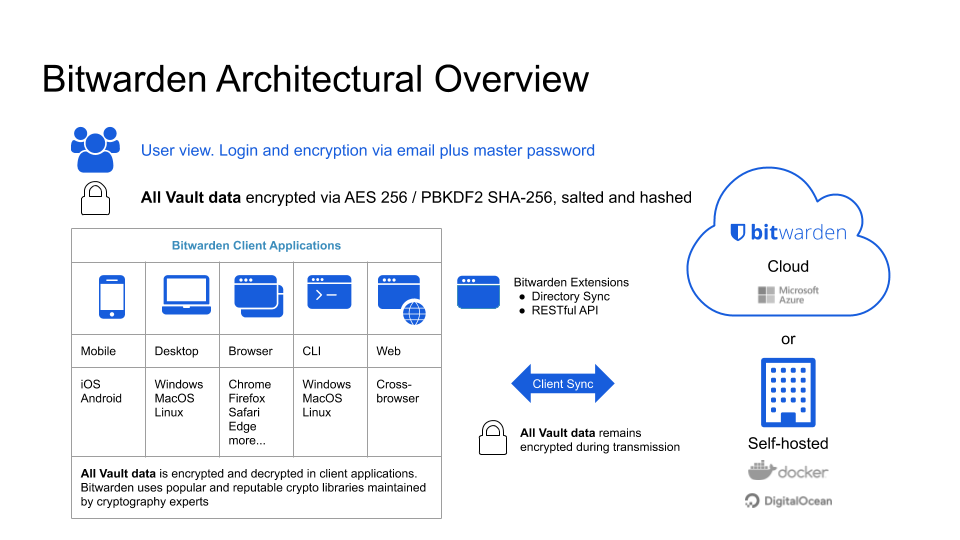 Bitwarden Architectural Overview
User view. Login and encryption via email plus master password
All Vault data encrypted via AES 256 / PBKDF2 SHA-256, salted and hashed
Bitwarden Client Applications
Mobile
Desktop
Browser
CLI
Web
iOS
Android
Windows
MacOS
Linux
Chrome
Firefox
Safari
Edge
more...
Windows
MacOS
Linux
Cross-
browser
All Vault data is encrypted and decrypted in client applications.
Bitwarden uses popular and reputable crypto libraries maintained
by cryptography experts
Bitwarden Extensions
● Directory Sync
● RESTful API
Client Sync
All Vault data remains
encrypted during transmission
bitwarden
Cloud
Microsoft
Azure
or
Self-hosted
docker
DigitalOcean